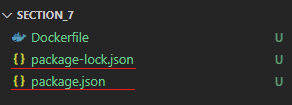 SECTION_7
Dockerfile U
{} package-lock.json U
{} package.json U